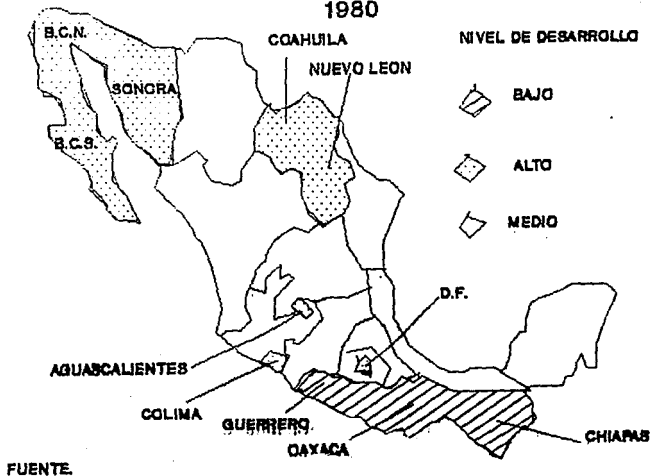 1980
B.C.N.
COAHUILA
NIVEL DE DESARROLLO
NUEVO LEON
SONORA
BAJO
B.C.S.
ALTO
MEDIO
D.F.
AGUASCALIENTES
COLIMA
GUERRERO
OAXACA
CHIAPAS
FUENTE.